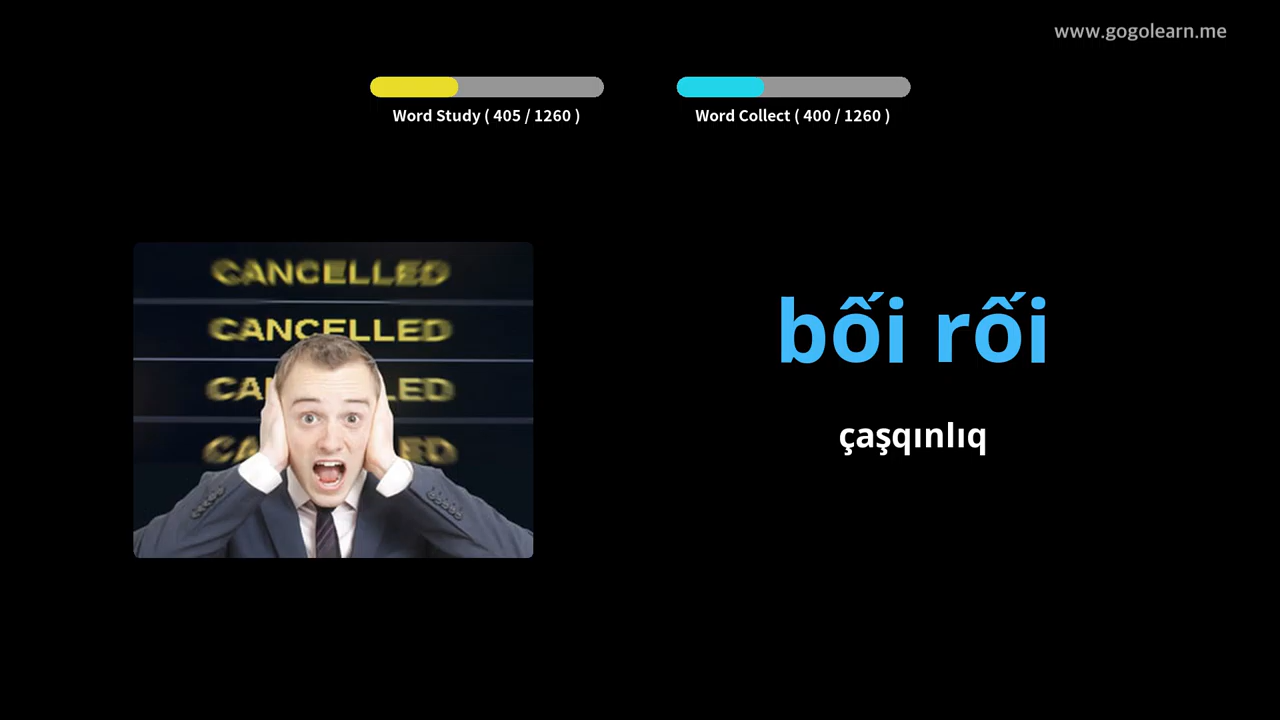 www.gogolearn.me
Word Study ( 405 / 1260 )
Word Collect ( 400 / 1260 )
CANCELLED
CANCELLED
bối rối
çaşqınlıq